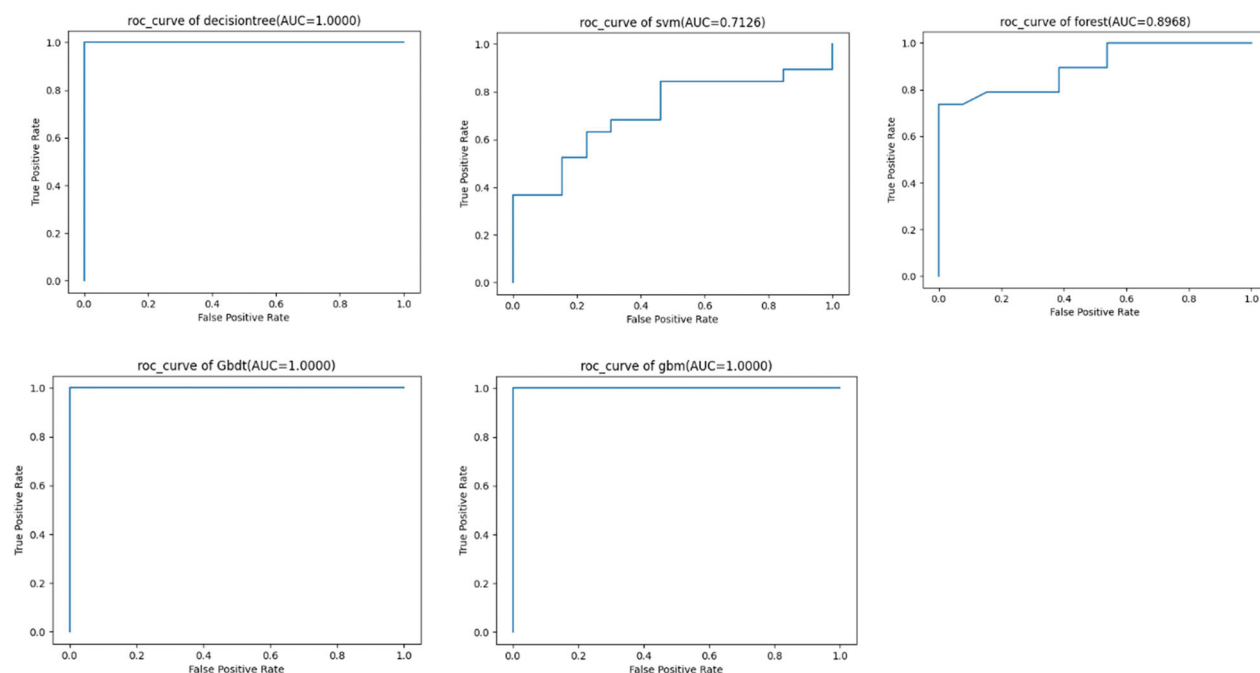 roc_curve of decisiontree(AUC=1.0000)
1.0
0.8
0.6
0.4
0.2
0.0
True Positive Rate
0.0 0.2 0.4 0.6 0.8 1.0
False Positive Rate
roc_curve of svm(AUC=0.7126)
1.0
0.8
0.6
0.4
0.2
0.0
True Positive Rate
0.0 0.2 0.4 0.6 0.8 1.0
False Positive Rate
roc_curve of forest(AUC=0.8968)
1.0
0.8
0.6
0.4
0.2
0.0
True Positive Rate
0.0 0.2 0.4 0.6 0.8 1.0
False Positive Rate
roc_curve of Gbdt(AUC=1.0000)
1.0
0.8
0.6
0.4
0.2
0.0
True Positive Rate
0.0 0.2 0.4 0.6 0.8 1.0
False Positive Rate
roc_curve of gbm(AUC=1.0000)
1.0
0.8
0.6
0.4
0.2
0.0
True Positive Rate
0.0 0.2 0.4 0.6 0.8 1.0
False Positive Rate